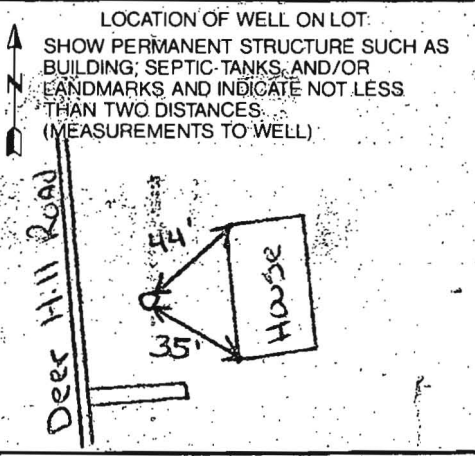 LOCATION OF WELL ON LOT:
SHOW PERMANENT STRUCTURE SUCH AS
BUILDING, SEPTIC TANKS, AND/OR
LANDMARKS AND INDICATE NOT LESS
THAN TWO DISTANCES
(MEASUREMENTS TO WELL)
N
Deer Hill Road
44'
35'
House